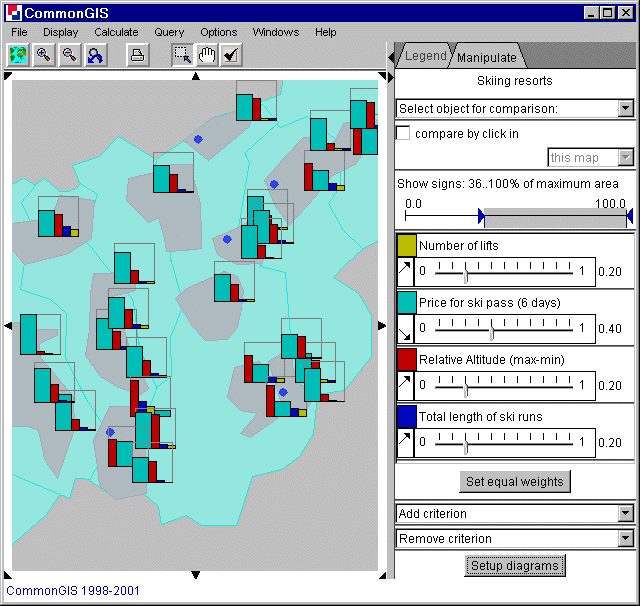 CommonGIS
File Display Calculate Query Options Windows Help
Legend Manipulate
Skiing resorts
Select object for comparison:
compare by click in
this map
Show signs: 36..100% of maximum area
0.0 100.0
Number of lifts
0 1 0.20
Price for ski pass (6 days)
0 1 0.40
Relative Altitude (max-min)
0 1 0.20
Total length of ski runs
0 1 0.20
Set equal weights
Add criterion
Remove criterion
Setup diagrams
CommonGIS 1998-2001